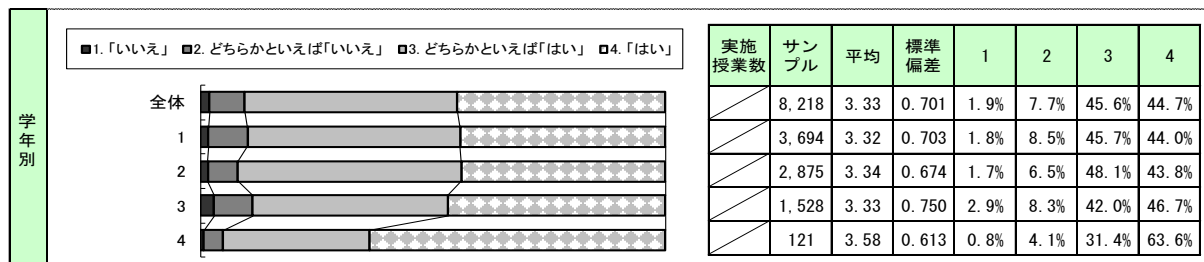 学年別
■1.「いいえ」 ■2.どちらかといえば「いいえ」 ■3.どちらかといえば「はい」 □4.「はい」
全体
1
2
3
4
実施授業数 サンプル 平均 標準偏差 1 2 3 4
8,218 3.33 0.701 1.9% 7.7% 45.6% 44.7%
3,694 3.32 0.703 1.8% 8.5% 45.7% 44.0%
2,875 3.34 0.674 1.7% 6.5% 48.1% 43.8%
1,528 3.33 0.750 2.9% 8.3% 42.0% 46.7%
121 3.58 0.613 0.8% 4.1% 31.4% 63.6%